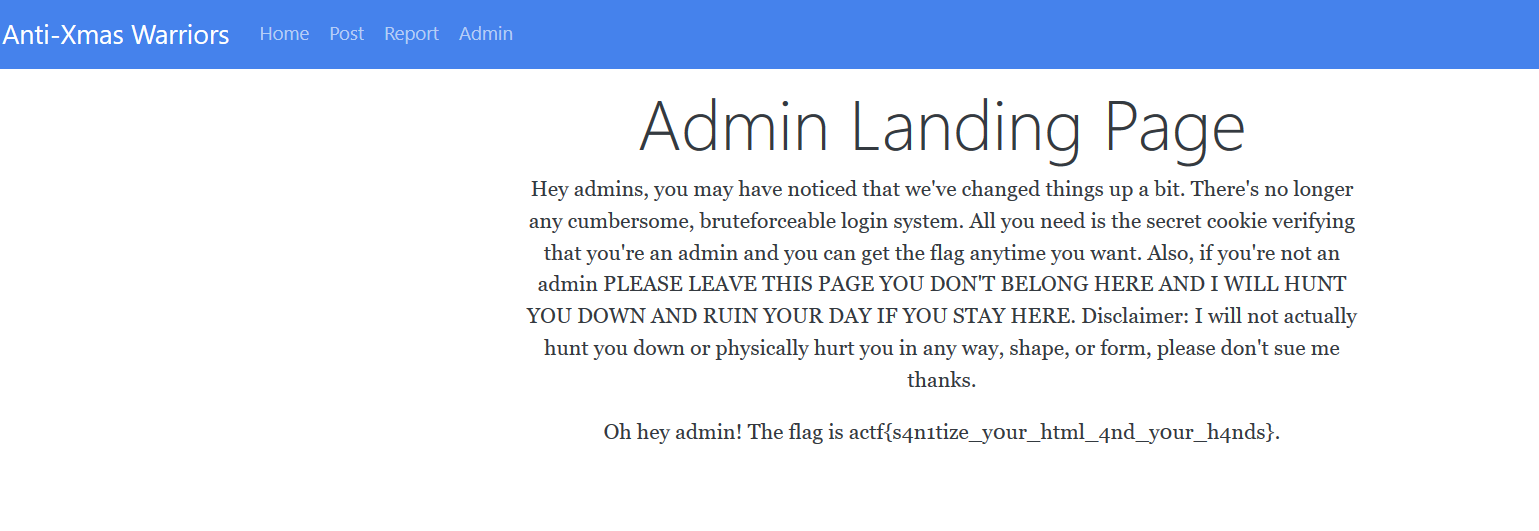 Anti-Xmas Warriors Home Post Report Admin
Admin Landing Page
Hey admins, you may have noticed that we've changed things up a bit. There's no longer
any cumbersome, bruteforceable login system. All you need is the secret cookie verifying
that you're an admin and you can get the flag anytime you want. Also, if you're not an
admin PLEASE LEAVE THIS PAGE YOU DON'T BELONG HERE AND I WILL HUNT
YOU DOWN AND RUIN YOUR DAY IF YOU STAY HERE. Disclaimer: I will not actually
hunt you down or physically hurt you in any way, shape, or form, please don't sue me
thanks.
Oh hey admin! The flag is actf{s4n1tize_y0ur_html_4nd_y0ur_h4nds}.